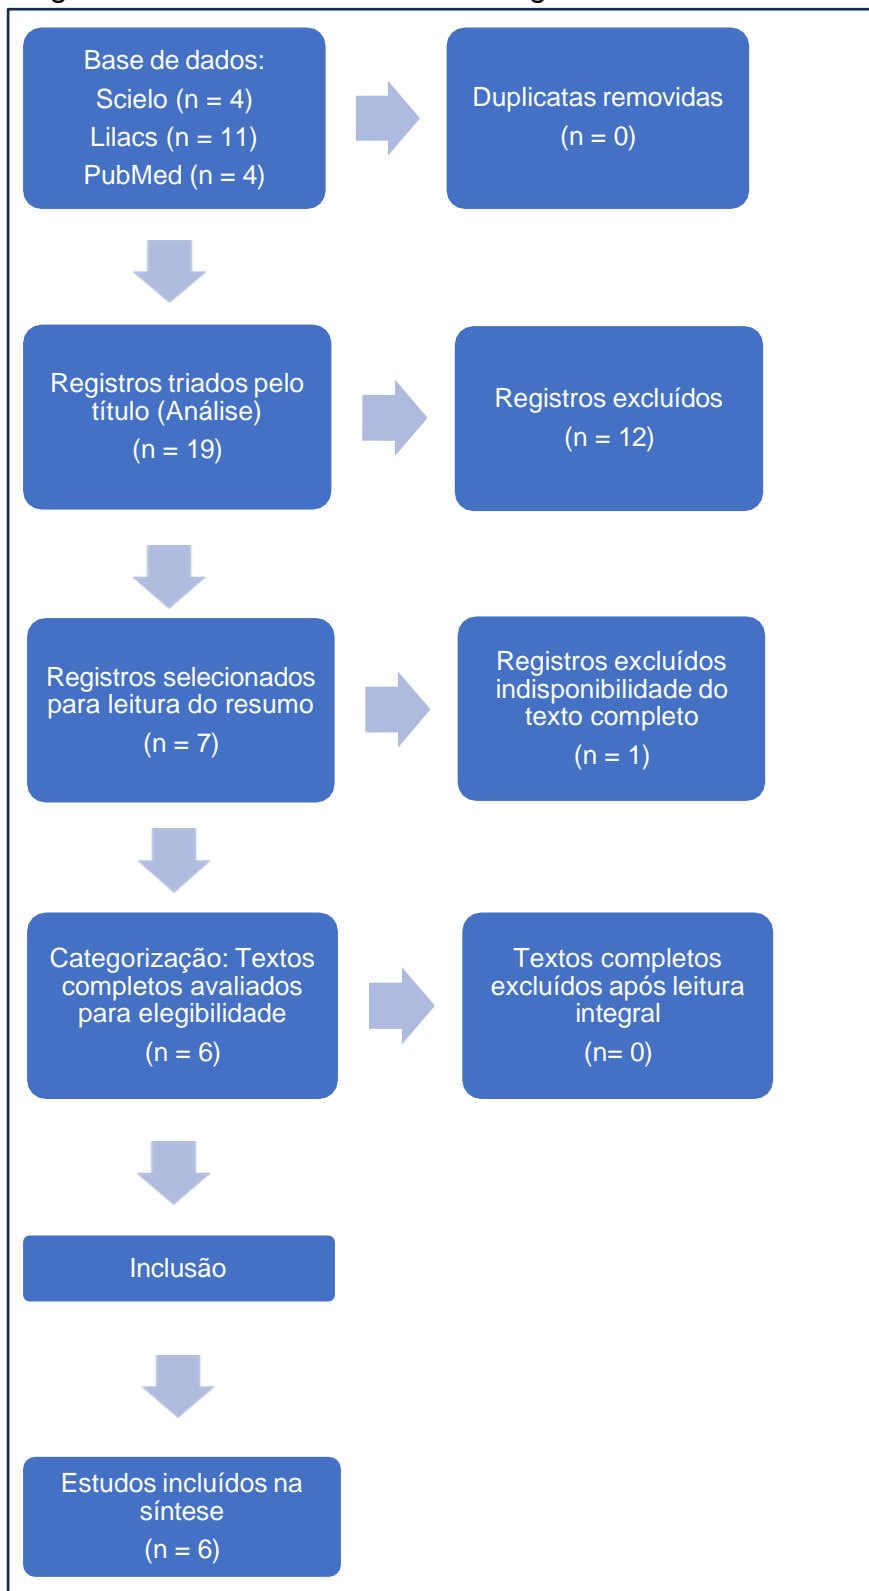 Base de dados:
Scielo (n = 4)
Lilacs (n = 11)
PubMed (n = 4)
Duplicatas removidas
(n = 0)
Registros triados pelo
título (Análise)
(n = 19)
Registros excluídos
(n = 12)
Registros selecionados
para leitura do resumo
(n = 7)
Registros excluídos
indisponibilidade do
texto completo
(n = 1)
Categorização: Textos
completos avaliados
para elegibilidade
(n = 6)
Textos completos
excluídos após leitura
integral
(n= 0)
Inclusão
Estudos incluídos na
síntese
(n = 6)